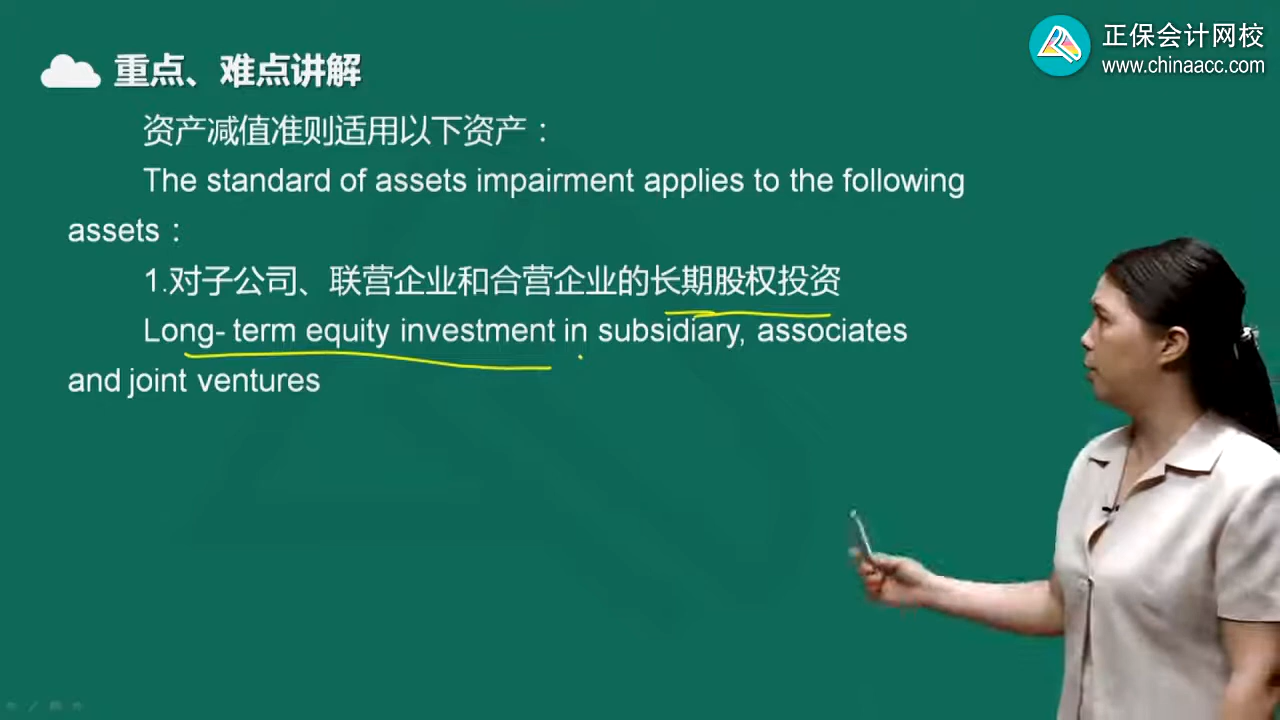 正保会计网校
www.chinaacc.com
重点、难点讲解
资产减值准则适用以下资产：
The standard of assets impairment applies to the following
assets：
1.对子公司、联营企业和合营企业的长期股权投资
Long- term equity investment in subsidiary, associates
and joint ventures